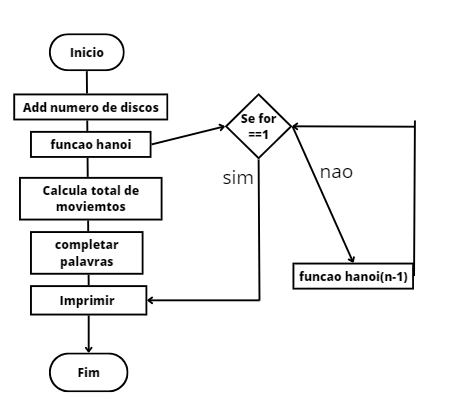 Inicio
Add numero de discos
funcao hanoi
Calcula total de
moviemtos
completar
palavras
Imprimir
Fim
Se for
==1
sim
nao
funcao hanoi(n-1)